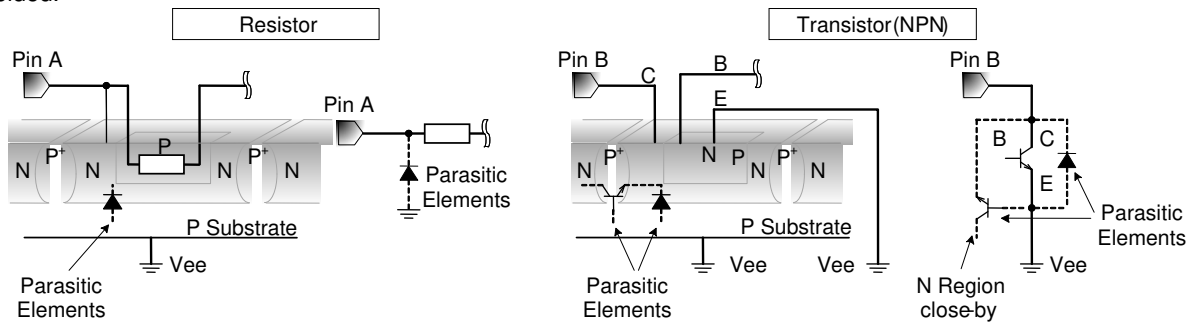 Resistor
Pin A
N
P+
N
P
N
P+
N
Parasitic
Elements
P Substrate
Vee
Pin A
Parasitic
Elements
Transistor(NPN)
Pin B
C
B
E
N
P+
N
N
P
P+
N
Parasitic
Elements
P Substrate
Vee
Vee
Pin B
B
C
E
Parasitic
Elements
N Region
close-by
Vee